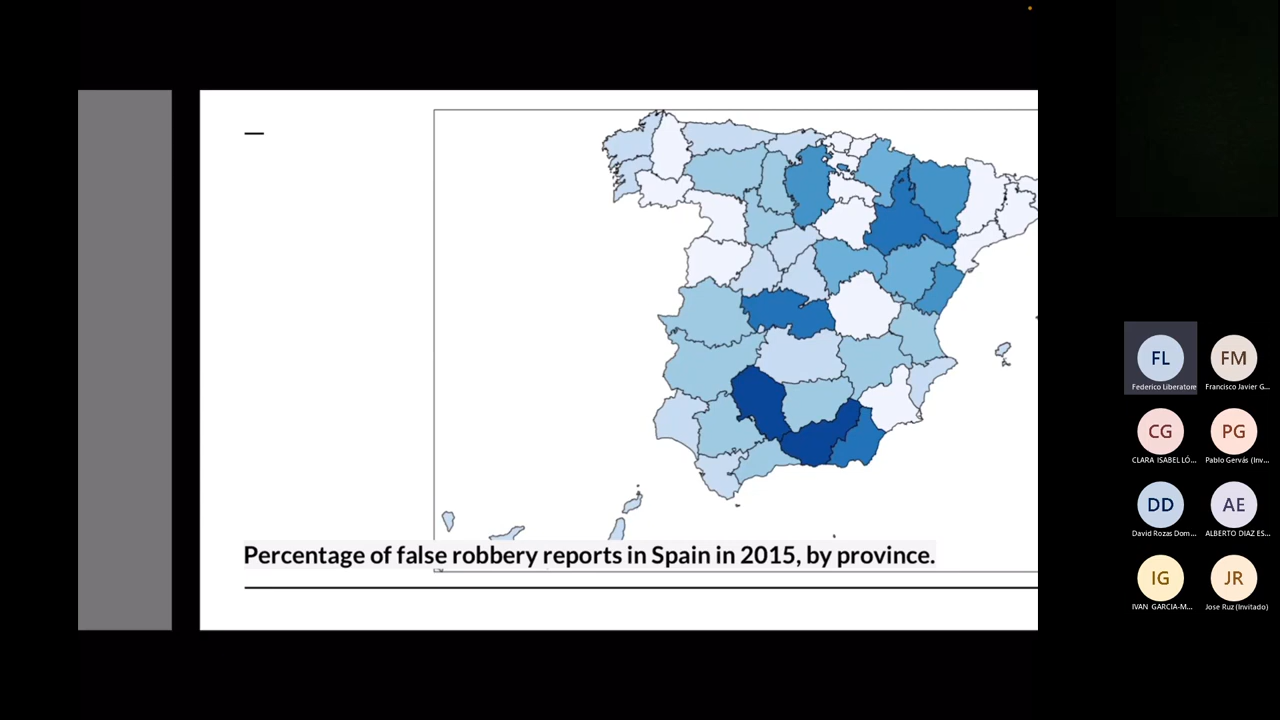 Percentage of false robbery reports in Spain in 2015, by province.
FL
FM
Federico Liberatore
Francisco Javier G...
CG
PG
CLARA ISABEL LÓ...
Pablo Gervás (Inv...
DD
AE
David Rozas Dom...
ALBERTO DIAZ ES...
IG
JR
IVAN GARCIA-M...
Jose Ruz (Invitado)